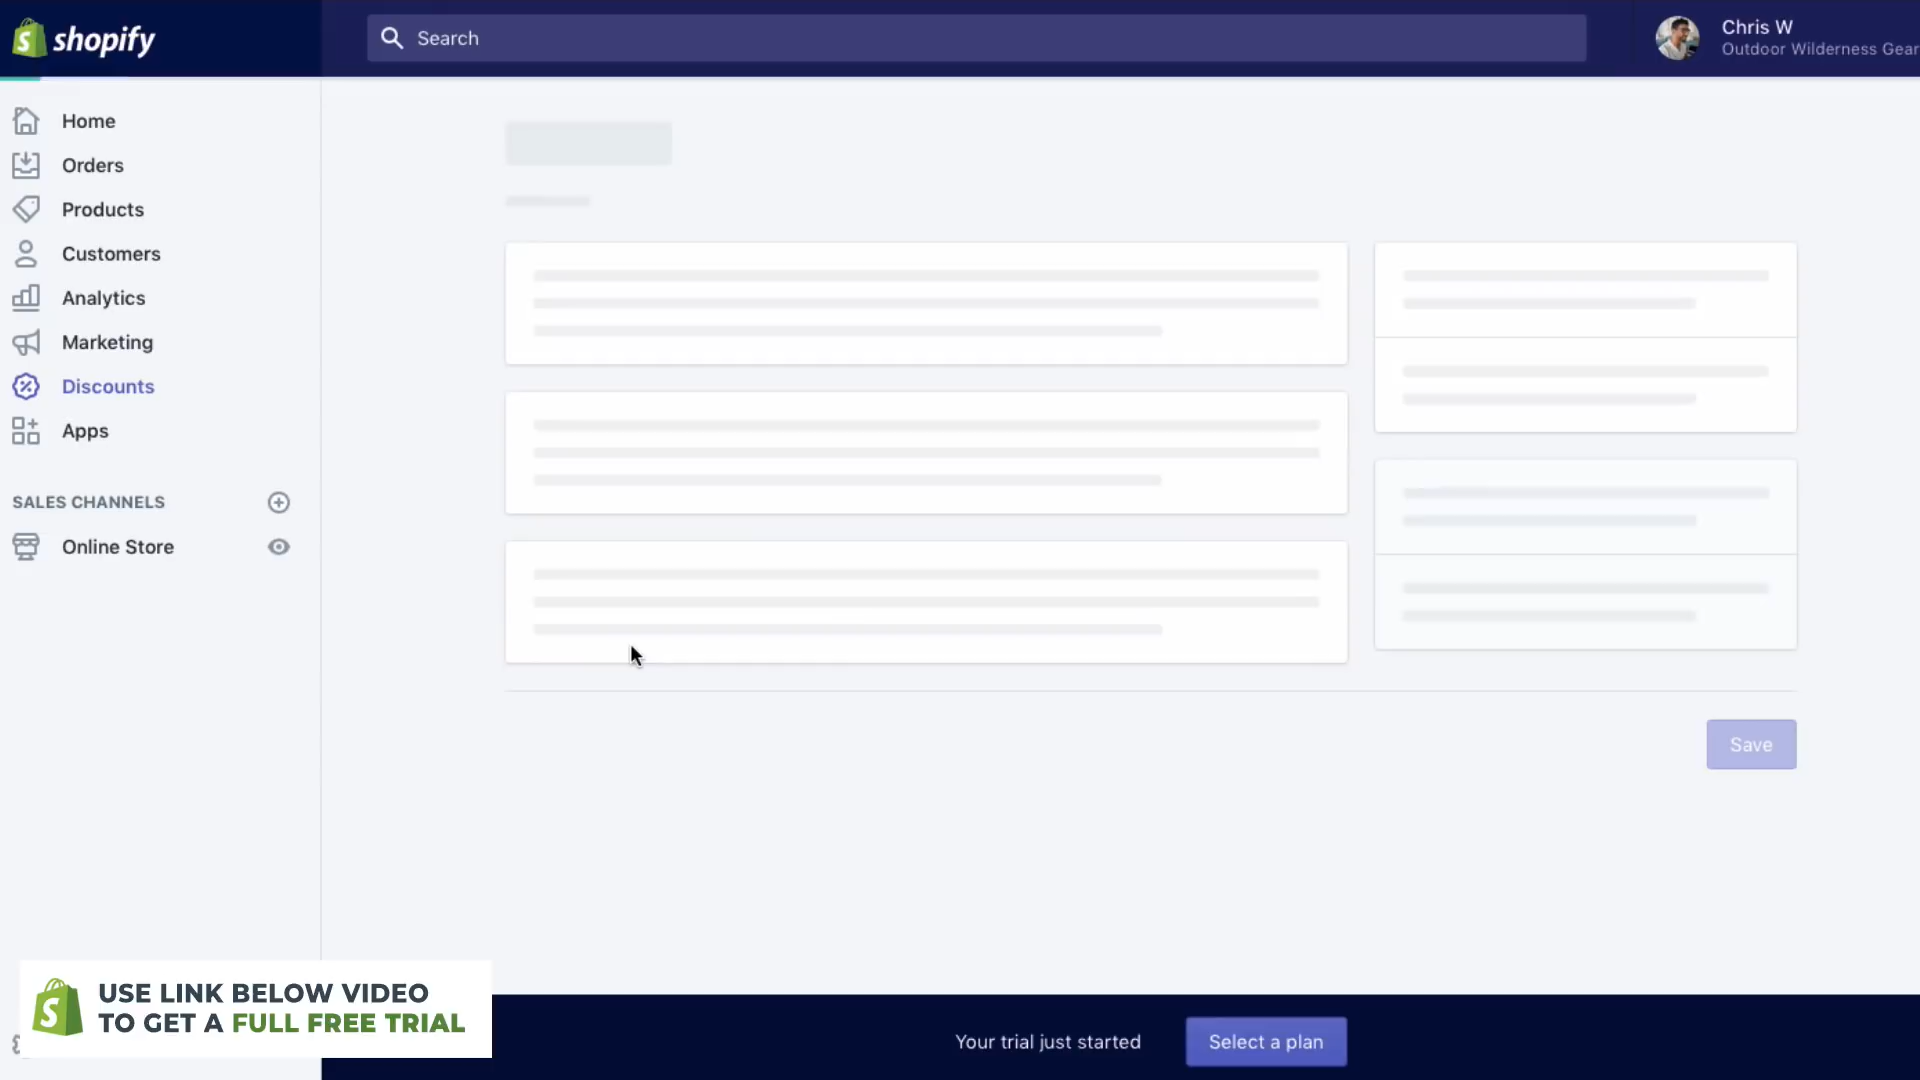 shopify
Search
Chris W
Outdoor Wilderness Gear
Home
Orders
Products
Customers
Analytics
Marketing
Discounts
Apps
SALES CHANNELS
Online Store
Save
USE LINK BELOW VIDEO
TO GET A FULL FREE TRIAL
Your trial just started
Select a plan